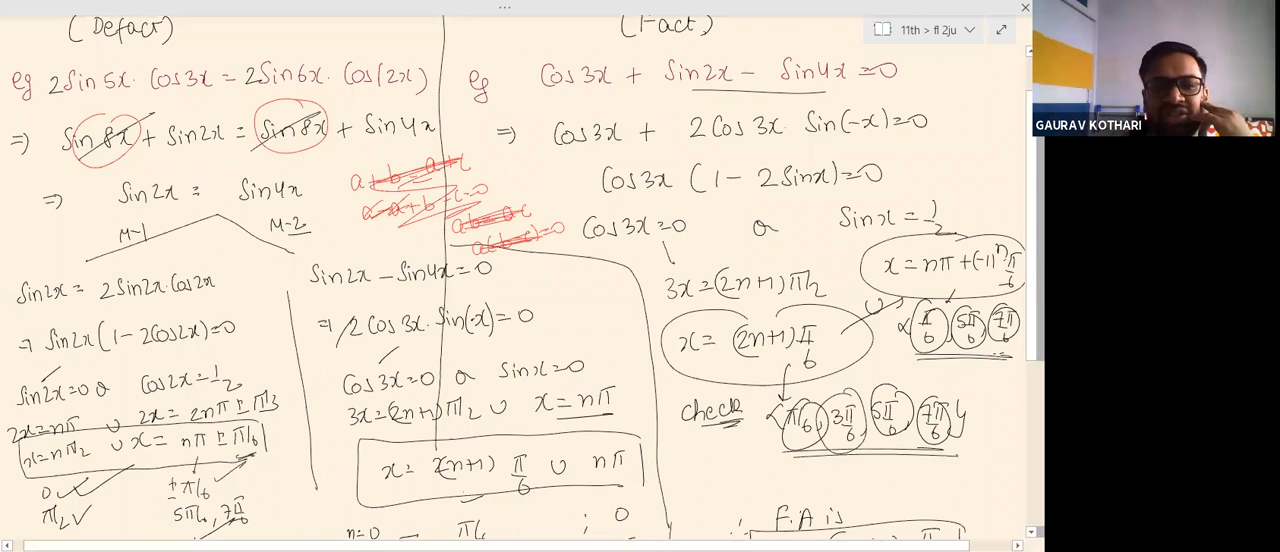 (Defact)
eg 2Sin5x · Cos3x = 2Sin6x · Cos(2x)
⇒ Sin8x + Sin2x = Sin8x + Sin4x
⇒ Sin2x = Sin4x
a+b = a+c
a-a+b-c=0
ab = ac
a(b-c)=0
M-1
M-2
Sin2x = 2Sin2x·Cos2x
⇒ Sin2x(1-2Cos2x)=0
Sin2x=0 or Cos2x=1/2
2x=nπ ∪ 2x = 2nπ ± π/3
x=nπ/2 ∪ x= nπ ± π/6
0 ✓
π/2 ✓
± π/6
5π/6, 7π/6
Sin2x - Sin4x=0
⇒ 2Cos3x·Sin(-x)=0
Cos3x=0 or Sinx=0
3x=(2n+1)π/2 ∪ x=nπ
x= (2n+1) π/6 ∪ nπ
n=0 π/6 ; 0
(Fact)
11th > fl 2ju
eg Cos3x + Sin2x - Sin4x=0
⇒ Cos3x + 2Cos3x· Sin(-x)=0
Cos3x (1-2Sinx)=0
Cos3x=0 or Sinx=1/2
3x=(2n+1)π/2
x=nπ+(-1)^n π/6
x= (2n+1)π/6
∪
π/6, 5π/6, 7π/6
check
π/6, 3π/6, 5π/6, 7π/6
∴ F.A is
GAURAV KOTHARI